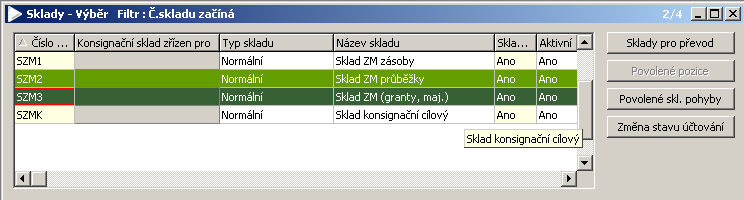 Sklady - Výběr Filtr : Č.skladu začíná 2/4
Číslo ... Konsignační sklad zřízen pro Typ skladu Název skladu Skla... Aktivní
SZM1 Normální Sklad ZM zásoby Ano Ano
SZM2 Normální Sklad ZM průběžky Ano Ano
SZM3 Normální Sklad ZM (granty, maj.) Ano Ano
SZMK Normální Sklad konsignační cílový Ano Ano
Sklad konsignační cílový
Sklady pro převod
Povolené pozice
Povolené skl. pohyby
Změna stavu účtování